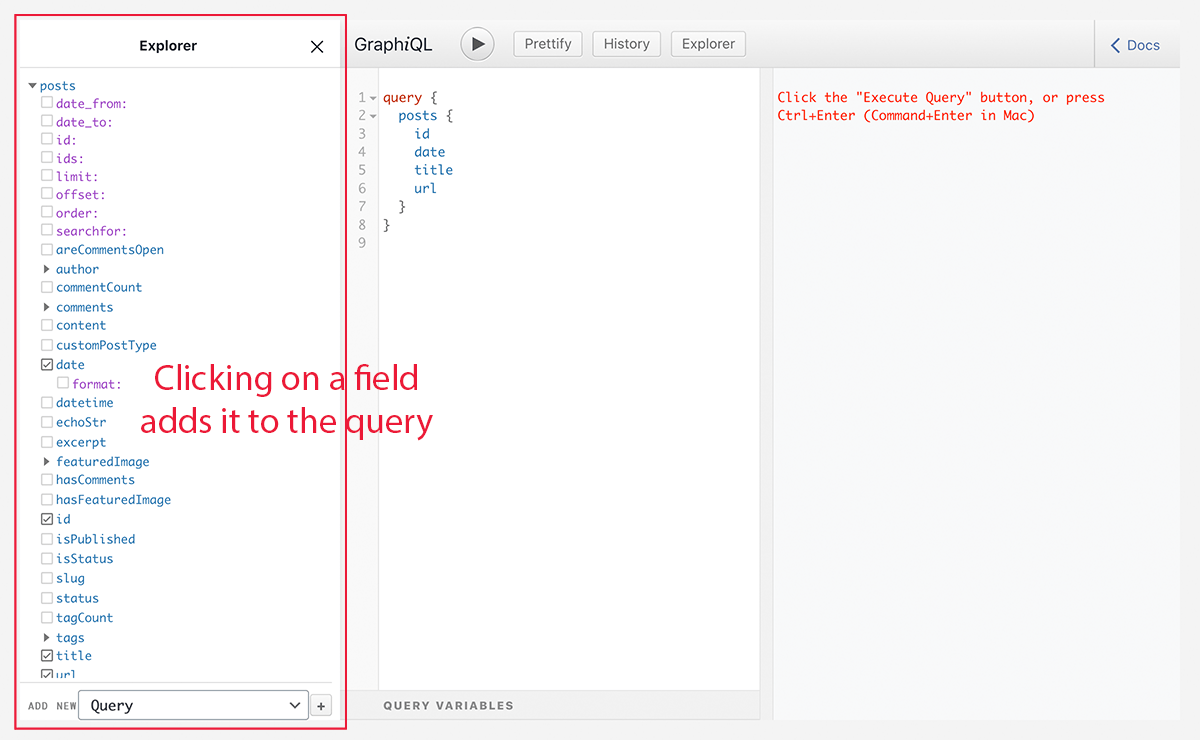 Explorer
posts
date_from:
date_to:
id:
ids:
limit:
offset:
order:
searchfor:
areCommentsOpen
author
commentCount
comments
content
customPostType
date
format:
datetime
echoStr
excerpt
featuredImage
hasComments
hasFeaturedImage
id
isPublished
isStatus
slug
status
tagCount
tags
title
url
ADD NEW Query +
Clicking on a field
adds it to the query
GraphiQL Prettify History Explorer Docs
1 query {
2 posts {
3 id
4 date
5 title
6 url
7 }
8 }
9
QUERY VARIABLES
Click the "Execute Query" button, or press
Ctrl+Enter (Command+Enter in Mac)